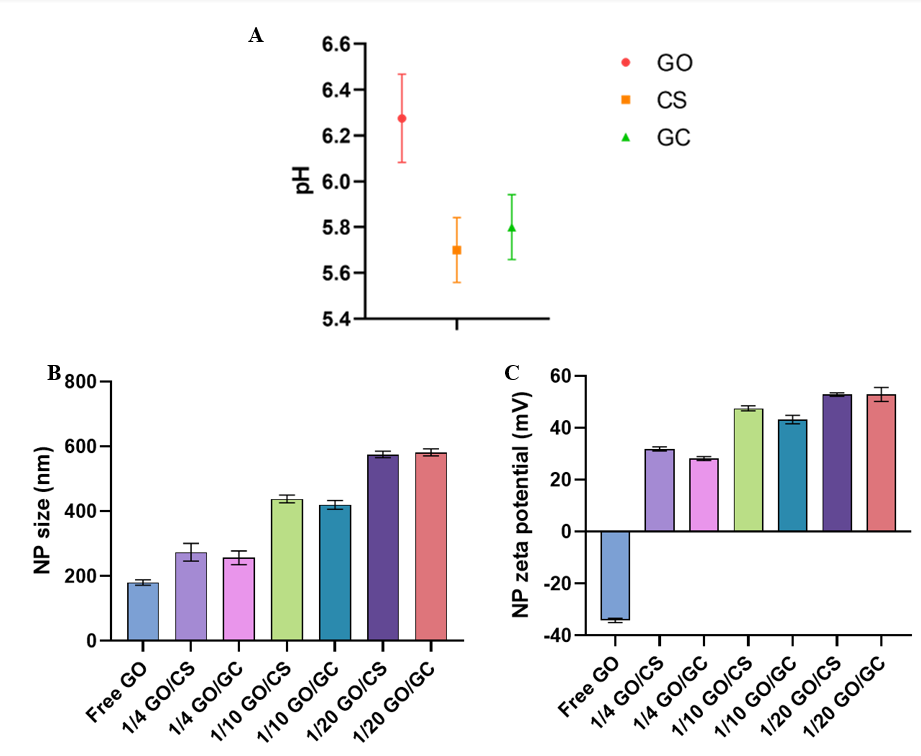 A
6.6
6.4
6.2
6.0
5.8
5.6
5.4
pH
GO
CS
GC
B
800
600
400
200
0
NP size (nm)
Free GO
1/4 GO/CS
1/4 GO/GC
1/10 GO/CS
1/10 GO/GC
1/20 GO/CS
1/20 GO/GC
C
60
40
20
0
-20
-40
NP zeta potential (mV)
Free GO
1/4 GO/CS
1/4 GO/GC
1/10 GO/CS
1/10 GO/GC
1/20 GO/CS
1/20 GO/GC